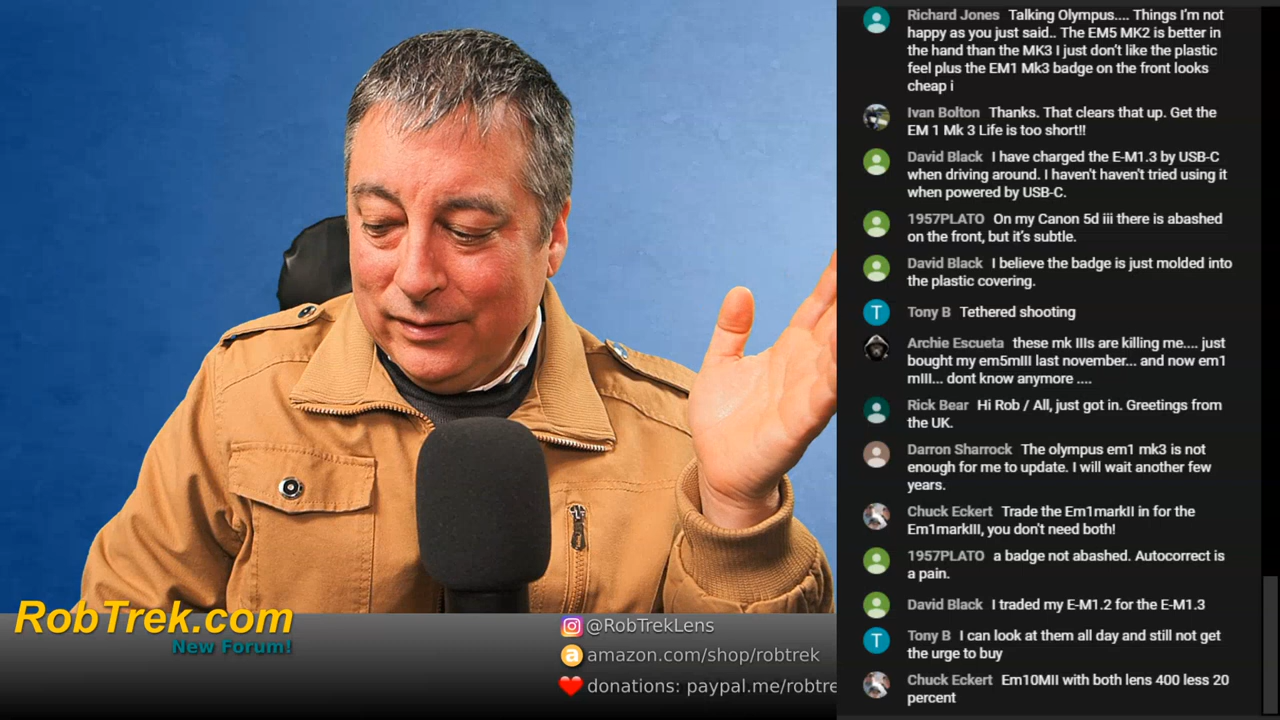 RobTrek.com
New Forum!
@RobTrekLens
amazon.com/shop/robtrek
donations: paypal.me/robtre
Richard Jones Talking Olympus.... Things I'm not
happy as you just said.. The EM5 MK2 is better in
the hand than the MK3 I just don't like the plastic
feel plus the EM1 Mk3 badge on the front looks
cheap i
Ivan Bolton Thanks. That clears that up. Get the
EM 1 Mk 3 Life is too short!!
David Black I have charged the E-M1.3 by USB-C
when driving around. I haven't haven't tried using it
when powered by USB-C.
1957PLATO On my Canon 5d iii there is abashed
on the front, but it's subtle.
David Black I believe the badge is just molded into
the plastic covering.
T
Tony B Tethered shooting
Archie Escueta these mk IIIs are killing me.... just
bought my em5mIII last november... and now em1
mIII... dont know anymore ....
Rick Bear Hi Rob / All, just got in. Greetings from
the UK.
Darron Sharrock The olympus em1 mk3 is not
enough for me to update. I will wait another few
years.
Chuck Eckert Trade the Em1markII in for the
Em1markIII, you don't need both!
1957PLATO a badge not abashed. Autocorrect is
a pain.
David Black I traded my E-M1.2 for the E-M1.3
T
Tony B I can look at them all day and still not get
the urge to buy
Chuck Eckert Em10MII with both lens 400 less 20
percent